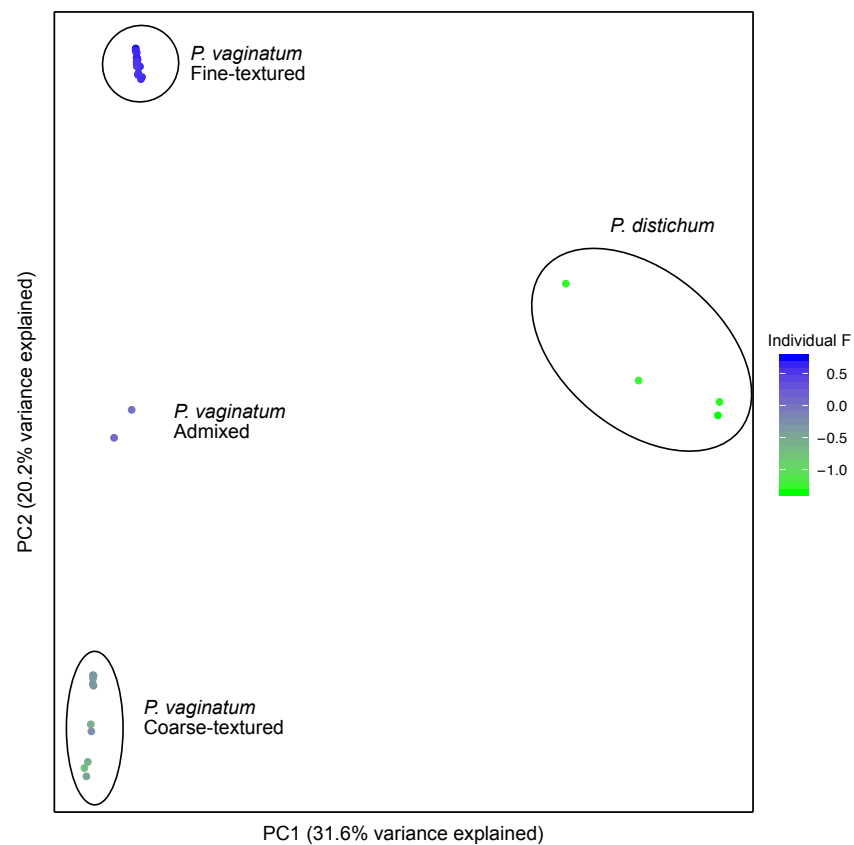 P. vaginatum
Fine-textured
P. distichum
Individual F
0.5
0.0
−0.5
−1.0
P. vaginatum
Admixed
P. vaginatum
Coarse-textured
PC2 (20.2% variance explained)
PC1 (31.6% variance explained)